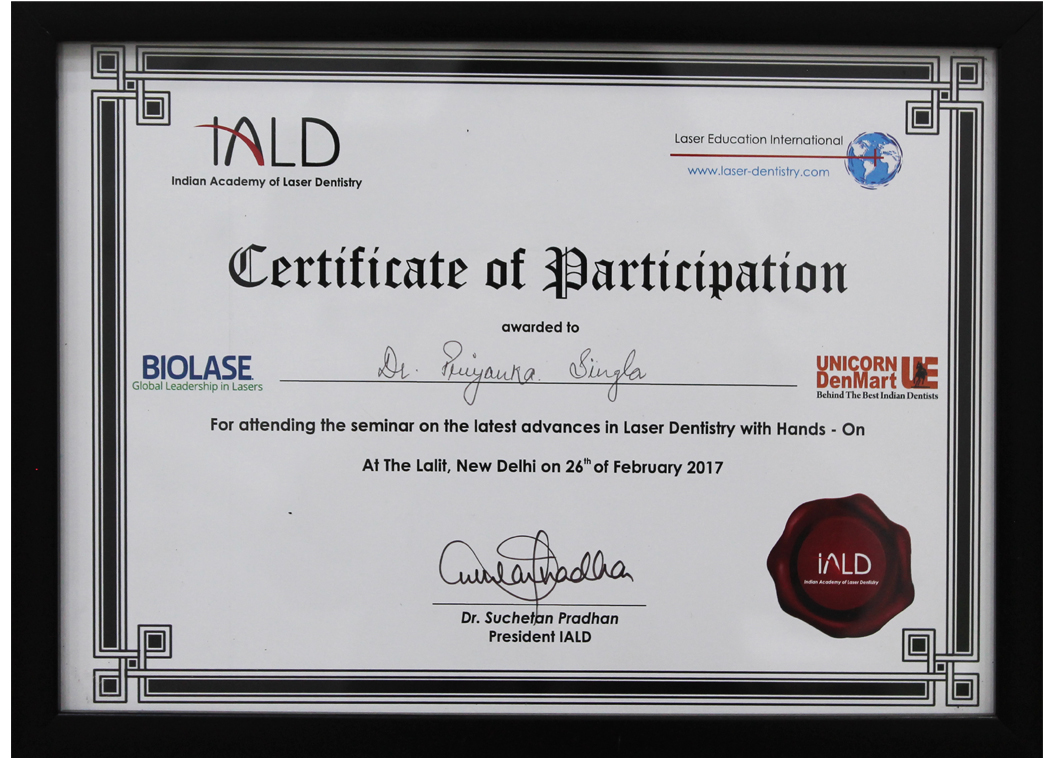 IALD
Indian Academy of Laser Dentistry
Laser Education International
www.laser-dentistry.com
Certificate of Participation
awarded to
Dr. Priyanka Singla
BIOLASE
Global Leadership in Lasers
UNICORN
DenMart UE
Behind The Best Indian Dentists
For attending the seminar on the latest advances in Laser Dentistry with Hands - On
At The Lalit, New Delhi on 26th of February 2017
Dr. Suchetan Pradhan
President IALD
IALD
Indian Academy of Laser Dentistry